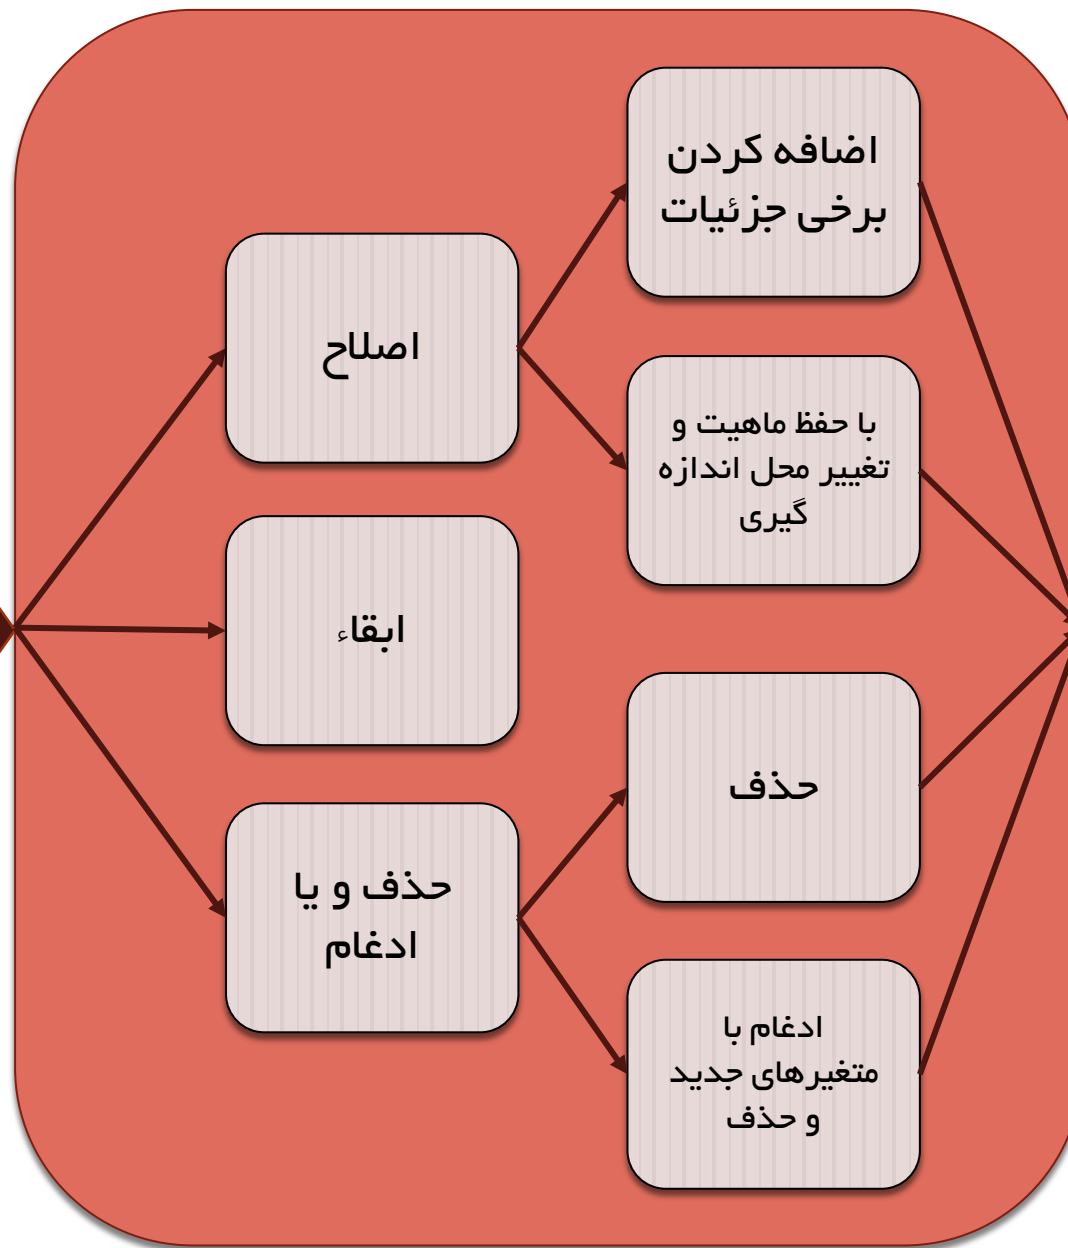 اضافه کردن
برخی جزئیات
اصلاح
با حفظ ماهیت و
تغییر محل اندازه
گیری
ابقاء
حذف
حذف و یا
ادغام
ادغام با
متغیرهای جدید
و حذف